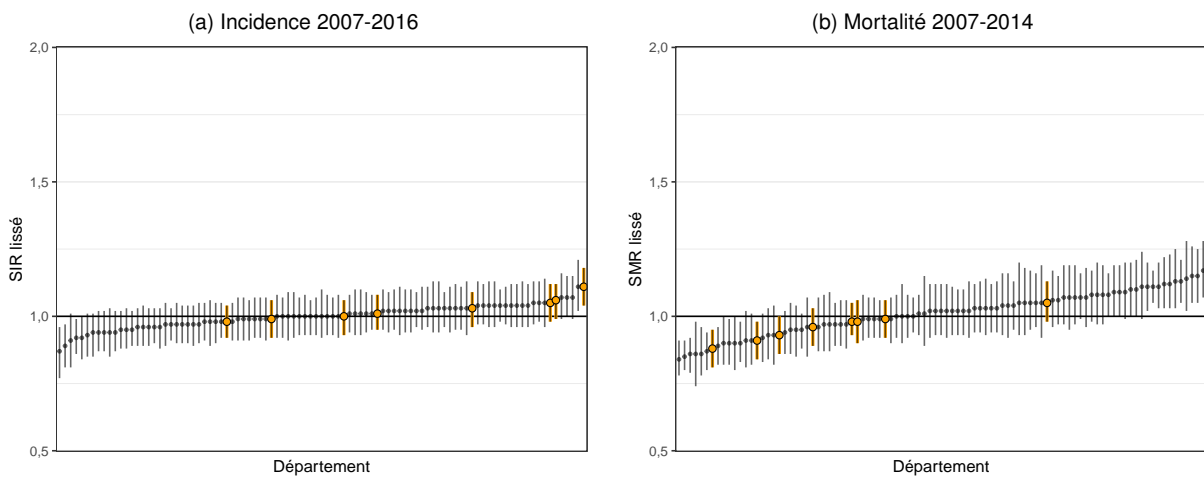 (a) Incidence 2007-2016
2,0
1,5
1,0
0,5
SIR lissé
Département
(b) Mortalité 2007-2014
2,0
1,5
1,0
0,5
SMR lissé
Département